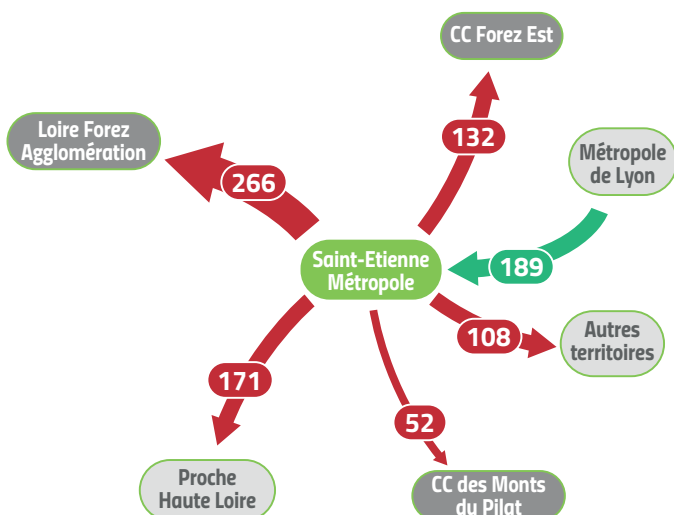 CC Forez Est
Loire Forez
Agglomération
132
Métropole
de Lyon
266
Saint-Etienne
Métropole
189
108
Autres
territoires
171
52
Proche
Haute Loire
CC des Monts
du Pilat